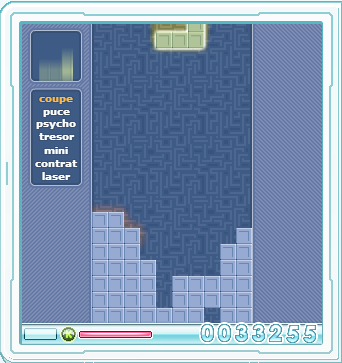 coupe
puce
psycho
tresor
mini
contrat
laser
0033255